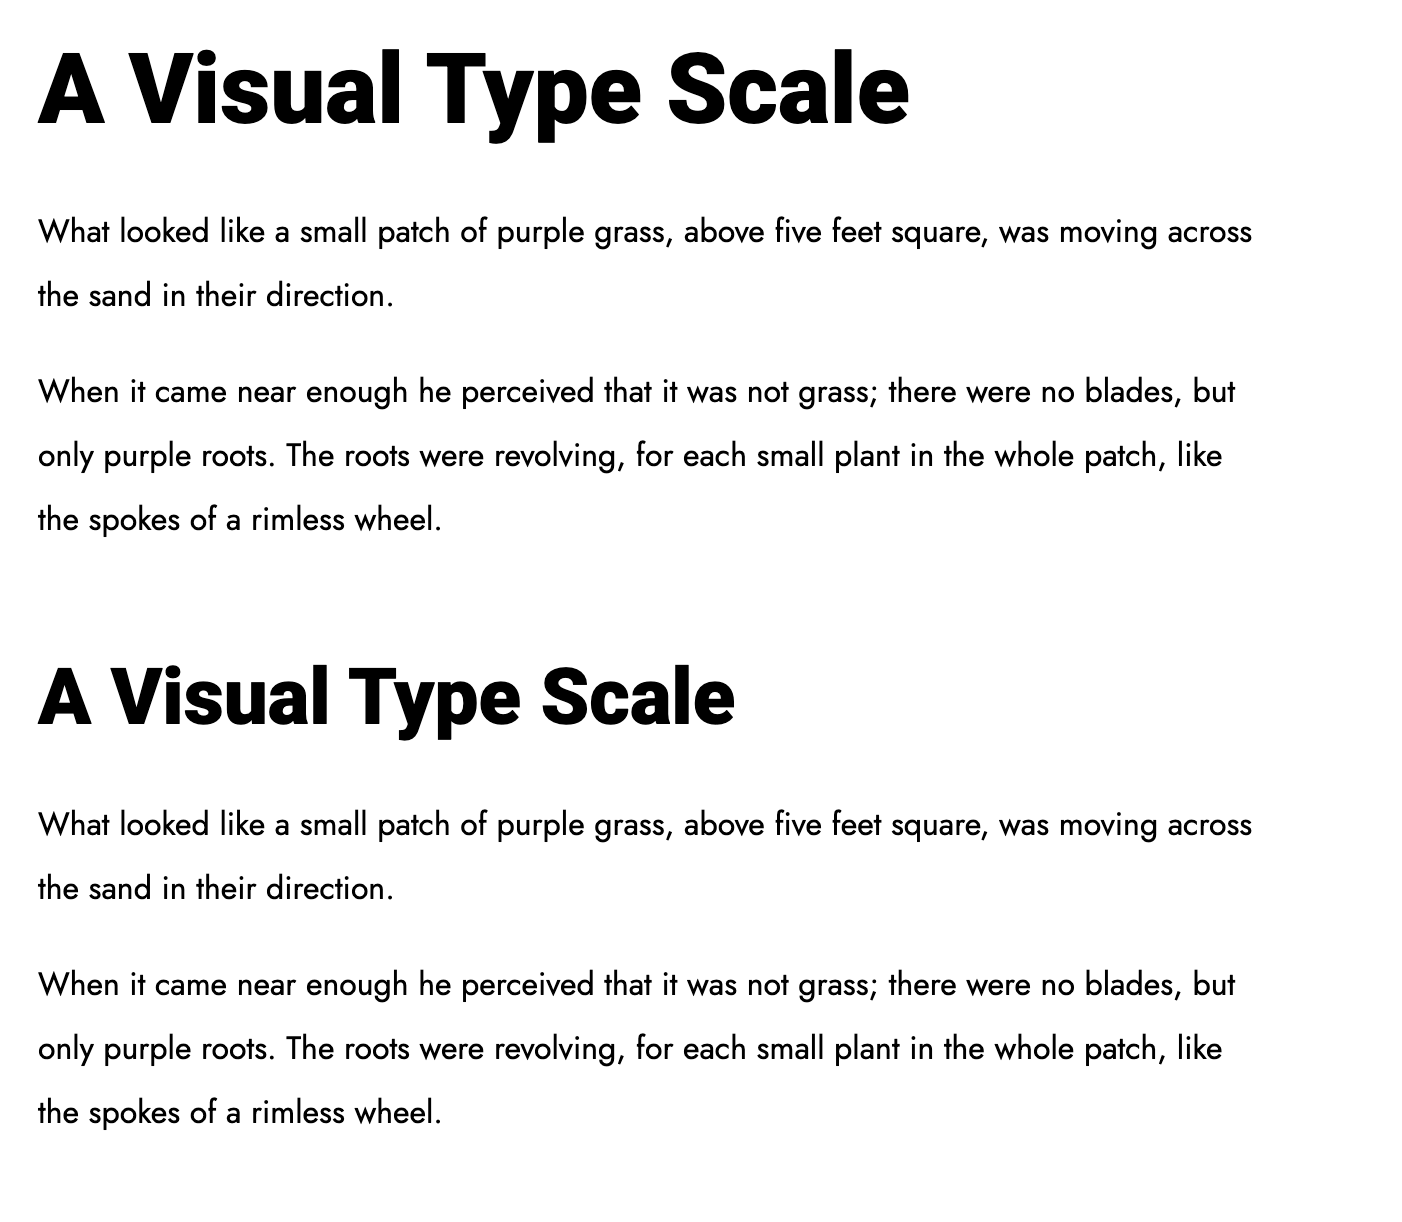 A Visual Type Scale
What looked like a small patch of purple grass, above five feet square, was moving across
the sand in their direction.
When it came near enough he perceived that it was not grass; there were no blades, but
only purple roots. The roots were revolving, for each small plant in the whole patch, like
the spokes of a rimless wheel.
A Visual Type Scale
What looked like a small patch of purple grass, above five feet square, was moving across
the sand in their direction.
When it came near enough he perceived that it was not grass; there were no blades, but
only purple roots. The roots were revolving, for each small plant in the whole patch, like
the spokes of a rimless wheel.